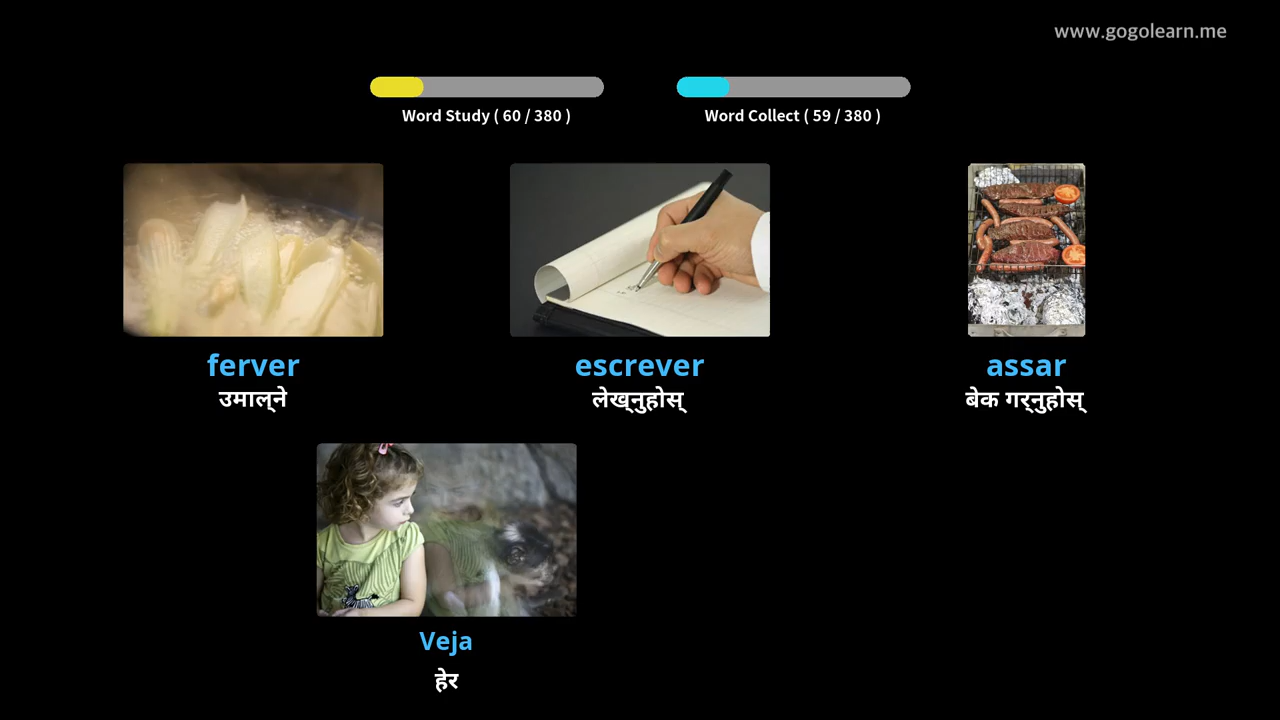 www.gogolearn.me
Word Study ( 60 / 380 )
Word Collect ( 59 / 380 )
ferver
उमाल्ने
escrever
लेख्नुहोस्
assar
बेक गर्नुहोस्
Veja
हेर